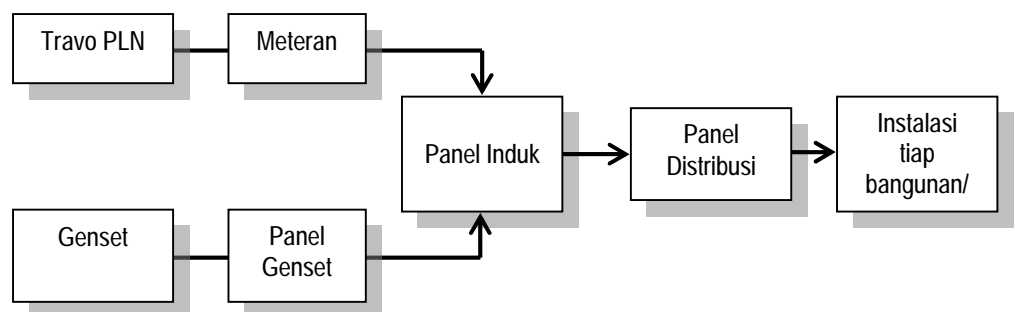 Travo PLN
Meteran
Panel Induk
Panel
Distribusi
Instalasi
tiap
bangunan/
Genset
Panel
Genset